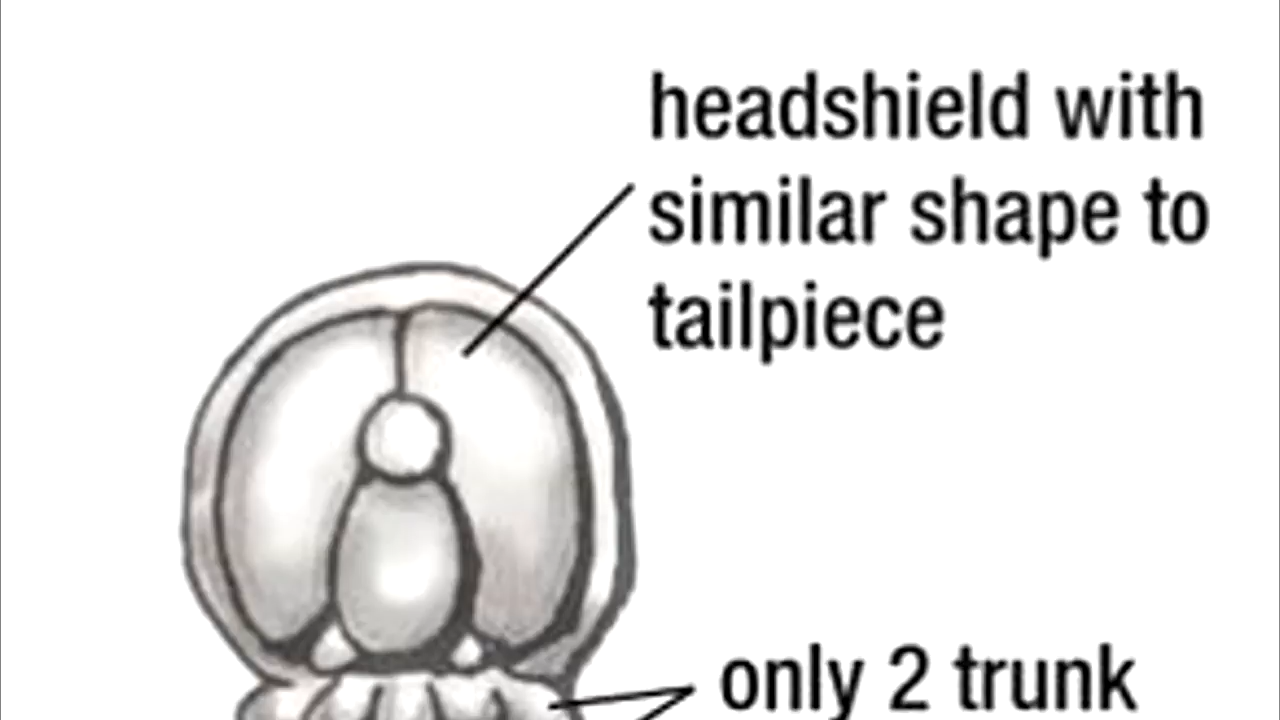 headshield with
similar shape to
tailpiece
only 2 trunk